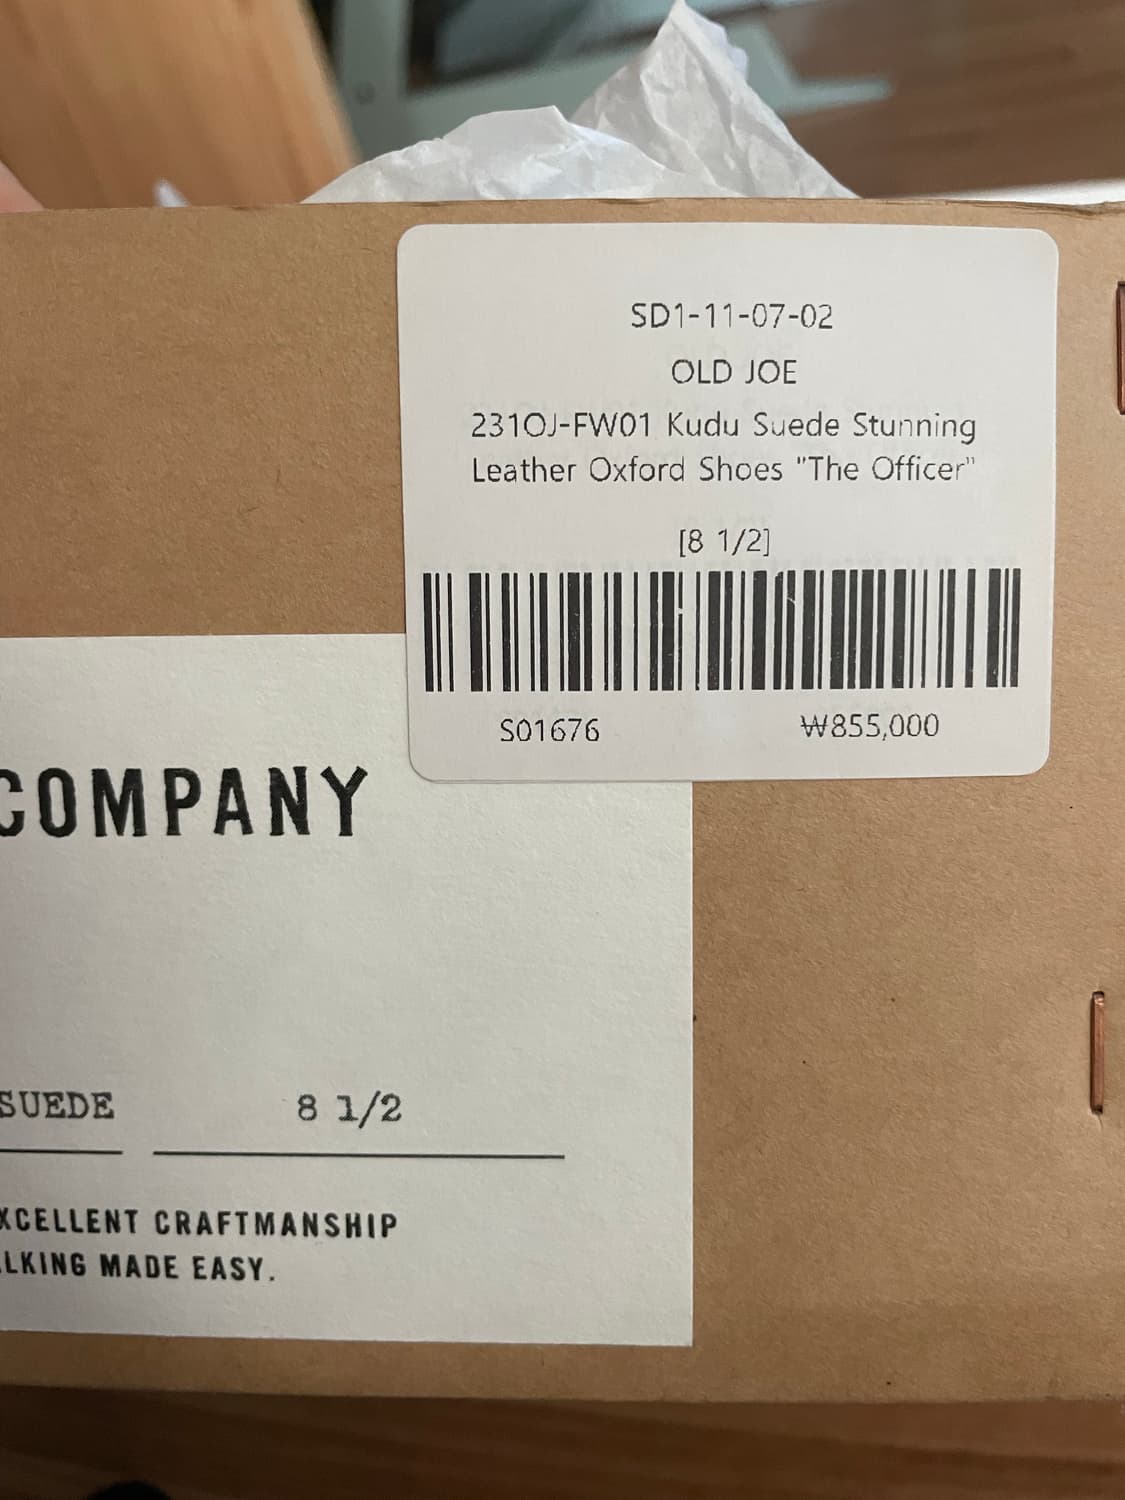 SD1-11-07-02
OLD JOE
231OJ-FW01 Kudu Suede Stunning
Leather Oxford Shoes "The Officer"
[8 1/2]
S01676 ₩855,000
COMPANY
SUEDE 8 1/2
XCELLENT CRAFTMANSHIP
LKING MADE EASY.